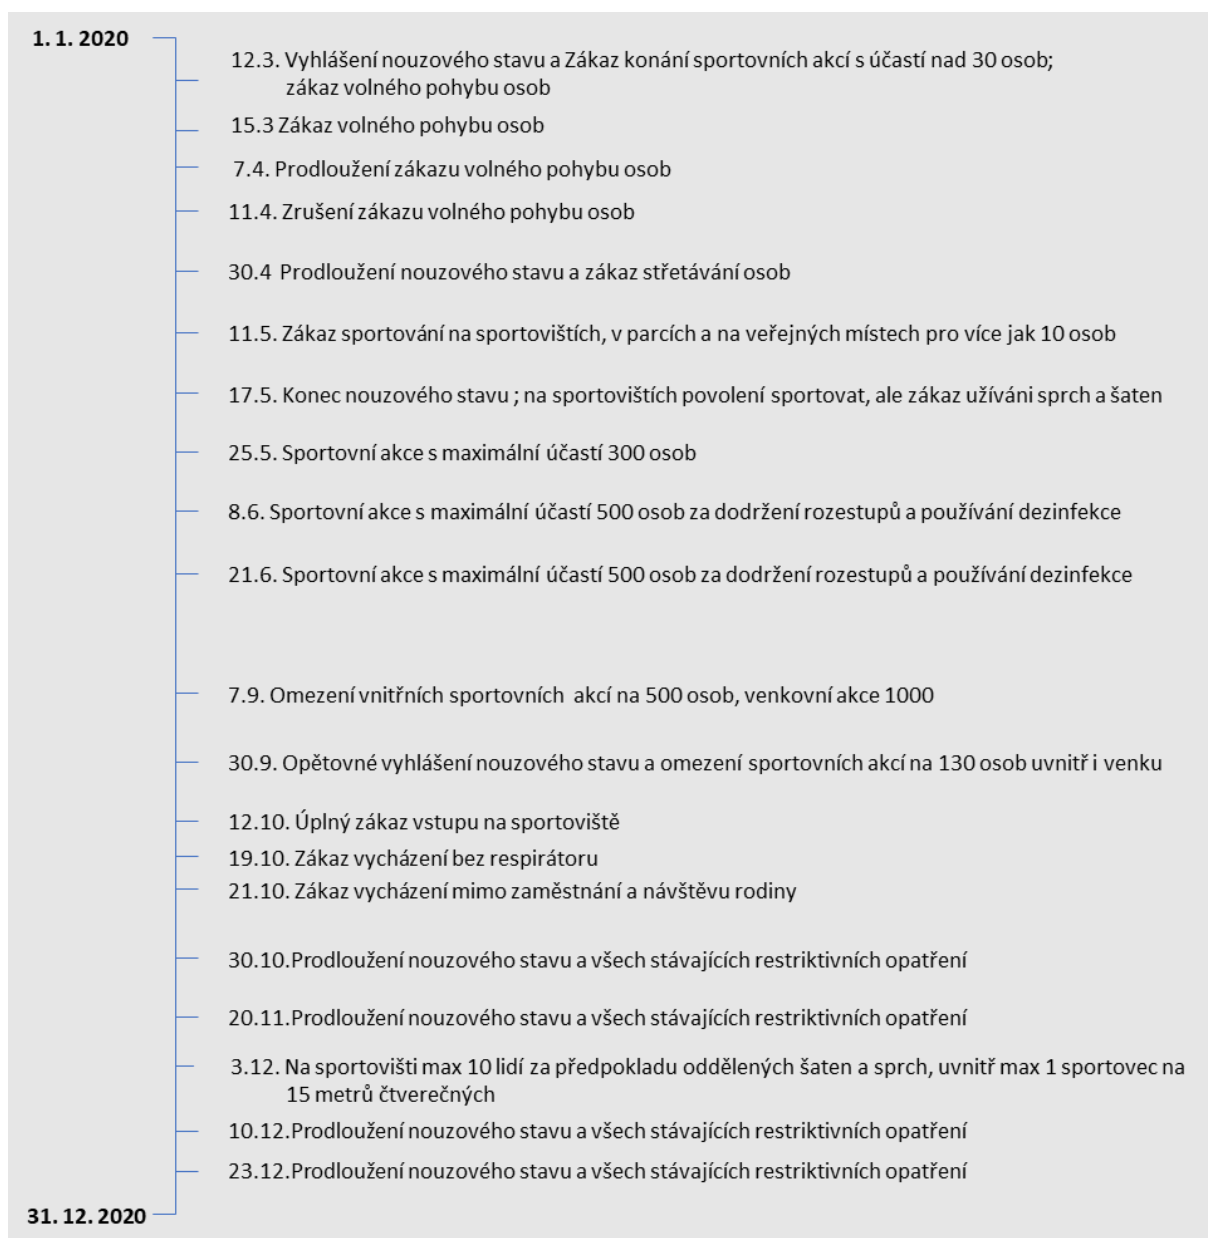 1. 1. 2020
12.3. Vyhlášení nouzového stavu a Zákaz konání sportovních akcí s účastí nad 30 osob;
zákaz volného pohybu osob
15.3 Zákaz volného pohybu osob
7.4. Prodloužení zákazu volného pohybu osob
11.4. Zrušení zákazu volného pohybu osob
30.4 Prodloužení nouzového stavu a zákaz střetávání osob
11.5. Zákaz sportování na sportovištích, v parcích a na veřejných místech pro více jak 10 osob
17.5. Konec nouzového stavu ; na sportovištích povolení sportovat, ale zákaz užíváni sprch a šaten
25.5. Sportovní akce s maximální účastí 300 osob
8.6. Sportovní akce s maximální účastí 500 osob za dodržení rozestupů a používání dezinfekce
21.6. Sportovní akce s maximální účastí 500 osob za dodržení rozestupů a používání dezinfekce
7.9. Omezení vnitřních sportovních akcí na 500 osob, venkovní akce 1000
30.9. Opětovné vyhlášení nouzového stavu a omezení sportovních akcí na 130 osob uvnitř i venku
12.10. Úplný zákaz vstupu na sportoviště
19.10. Zákaz vycházení bez respirátoru
21.10. Zákaz vycházení mimo zaměstnání a návštěvu rodiny
30.10.Prodloužení nouzového stavu a všech stávajících restriktivních opatření
20.11.Prodloužení nouzového stavu a všech stávajících restriktivních opatření
3.12. Na sportovišti max 10 lidí za předpokladu oddělených šaten a sprch, uvnitř max 1 sportovec na
15 metrů čtverečných
10.12.Prodloužení nouzového stavu a všech stávajících restriktivních opatření
23.12.Prodloužení nouzového stavu a všech stávajících restriktivních opatření
31. 12. 2020